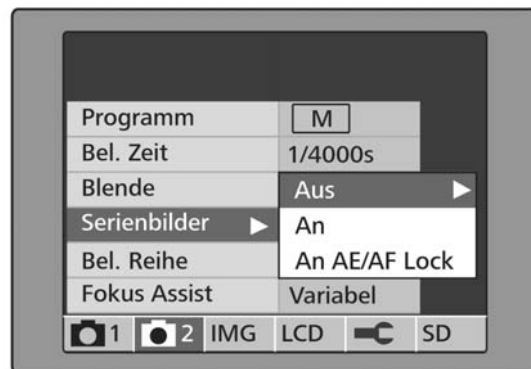 Programm M
Bel. Zeit 1/4000s
Blende Aus
Serienbilder An
An AE/AF Lock
Bel. Reihe
Fokus Assist Variabel
1 2 IMG LCD SD